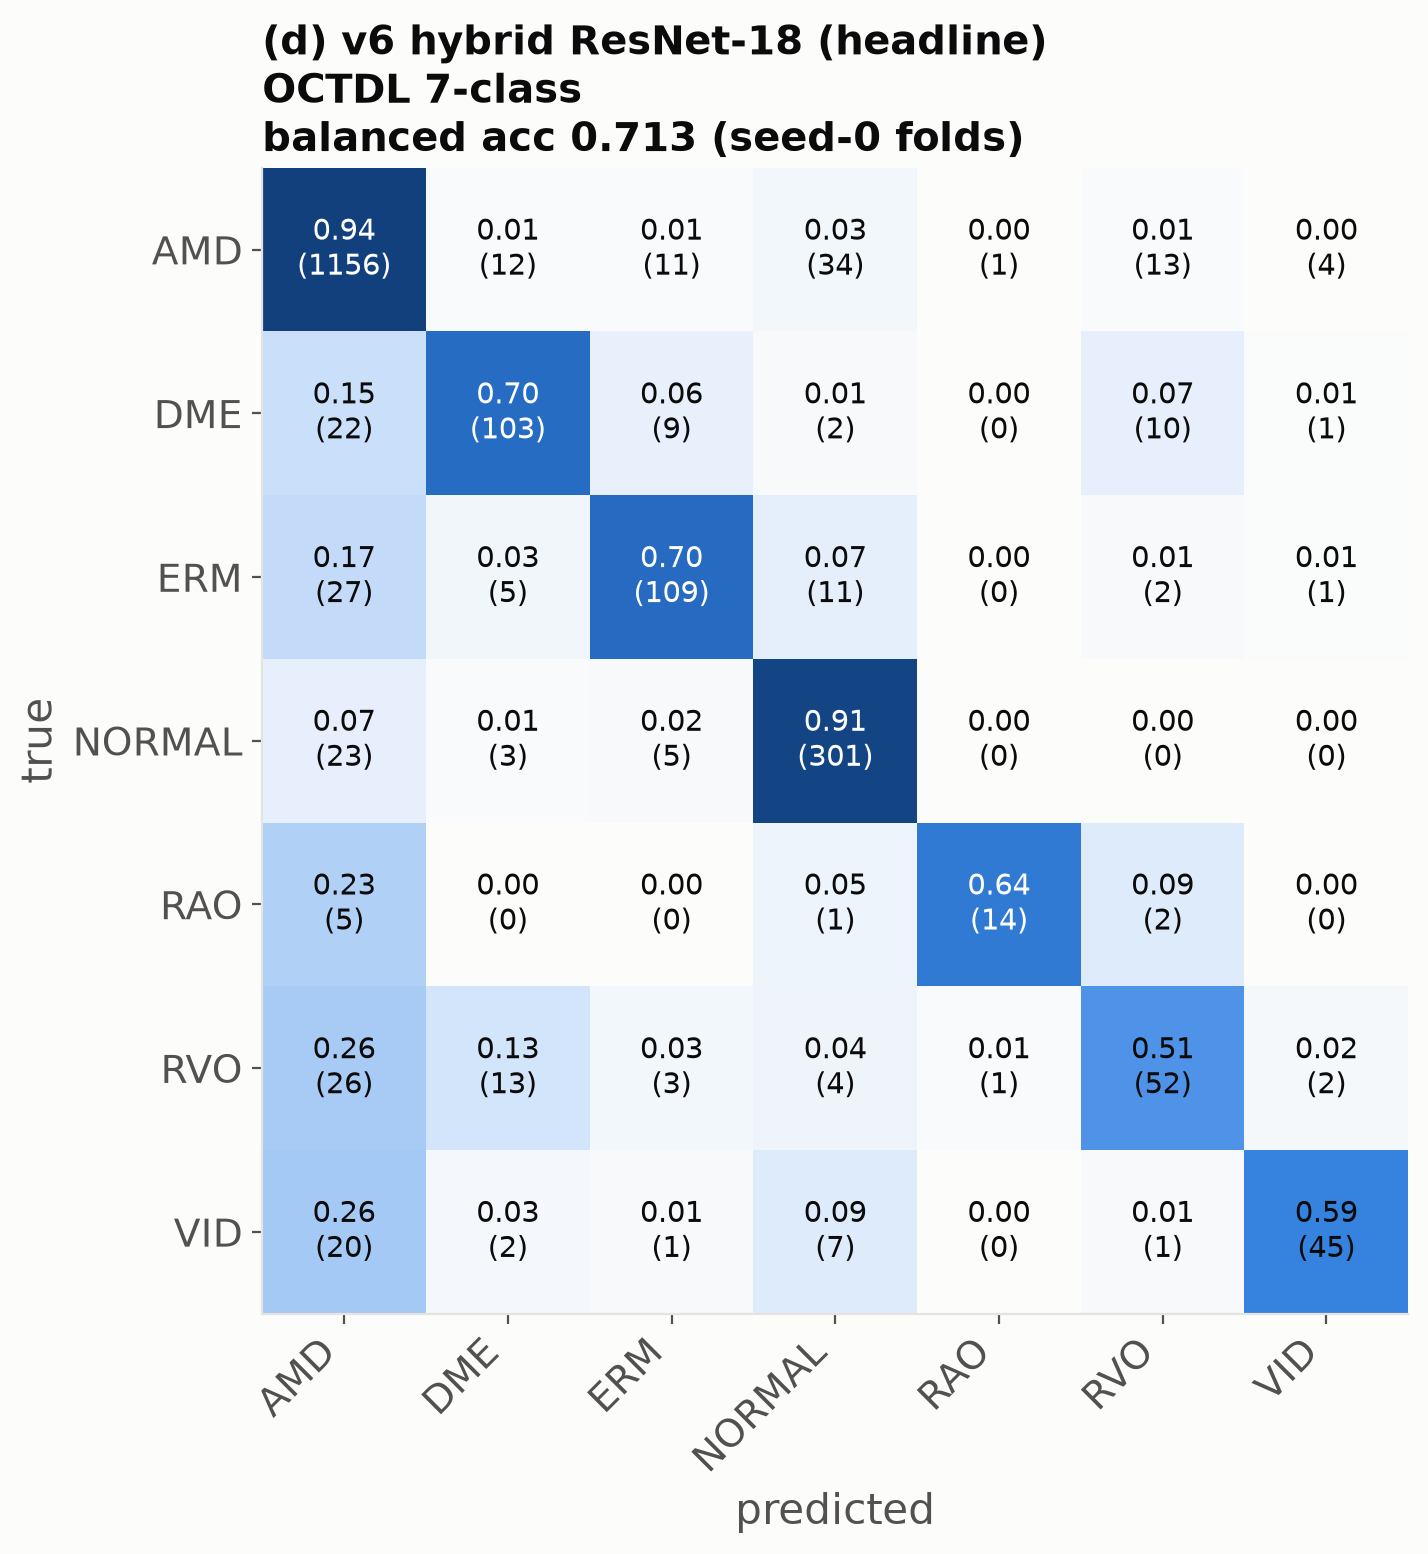 (d) v6 hybrid ResNet-18 (headline)
OCTDL 7-class
balanced acc 0.713 (seed-0 folds)
true
AMD
0.94 0.01 0.01 0.03 0.00 0.01 0.00
(1156) (12) (11) (34) (1) (13) (4)
DME
0.15 0.70 0.06 0.01 0.00 0.07 0.01
(22) (103) (9) (2) (0) (10) (1)
ERM
0.17 0.03 0.70 0.07 0.00 0.01 0.01
(27) (5) (109) (11) (0) (2) (1)
NORMAL
0.07 0.01 0.02 0.91 0.00 0.00 0.00
(23) (3) (5) (301) (0) (0) (0)
RAO
0.23 0.00 0.00 0.05 0.64 0.09 0.00
(5) (0) (0) (1) (14) (2) (0)
RVO
0.26 0.13 0.03 0.04 0.01 0.51 0.02
(26) (13) (3) (4) (1) (52) (2)
VID
0.26 0.03 0.01 0.09 0.00 0.01 0.59
(20) (2) (1) (7) (0) (1) (45)
AMD DME ERM NORMAL RAO RVO VID
predicted